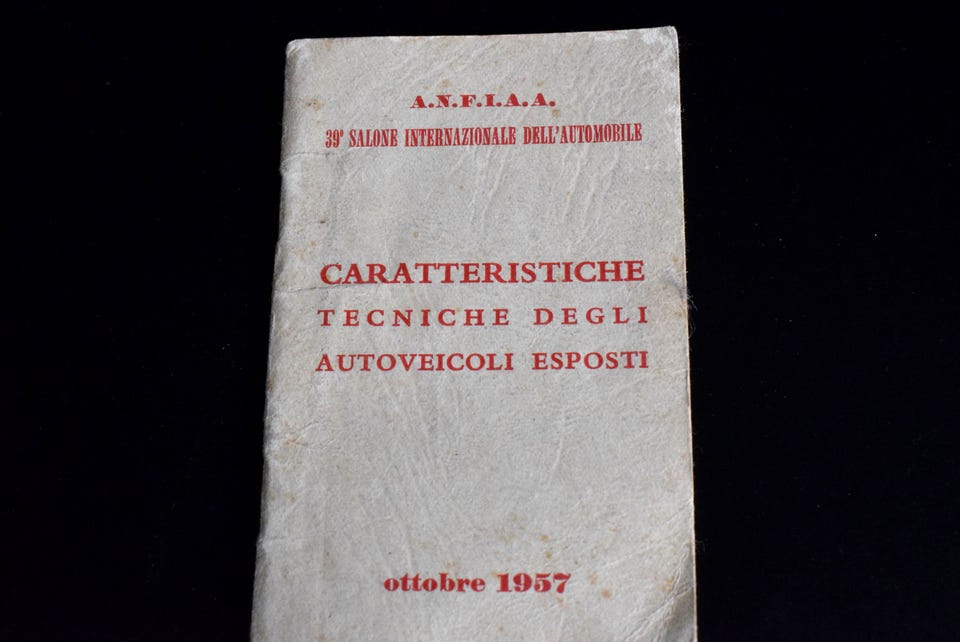 A.N.F.I.A.A.
39° SALONE INTERNAZIONALE DELL'AUTOMOBILE
CARATTERISTICHE
TECNICHE DEGLI
AUTOVEICOLI ESPOSTI
ottobre 1957